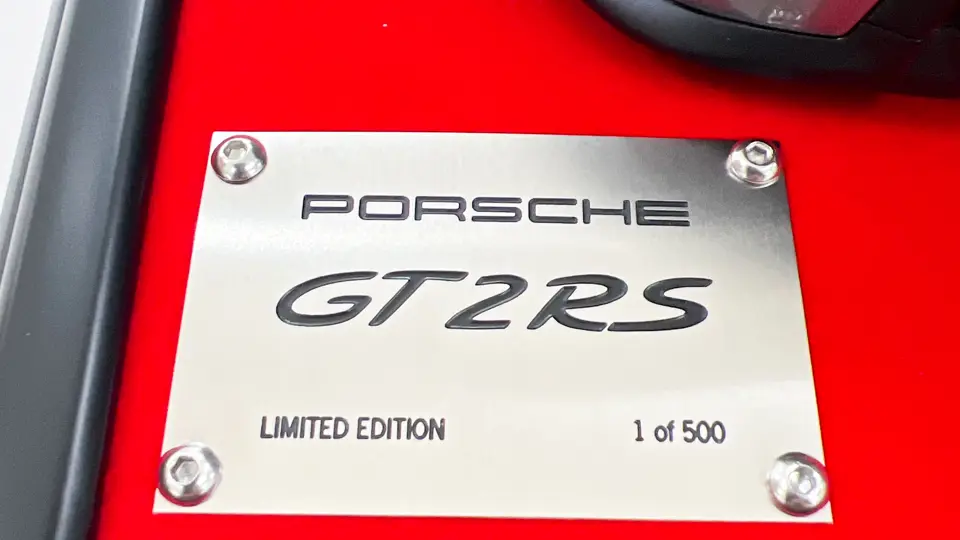 PORSCHE
GT2RS
LIMITED EDITION 1 of 500